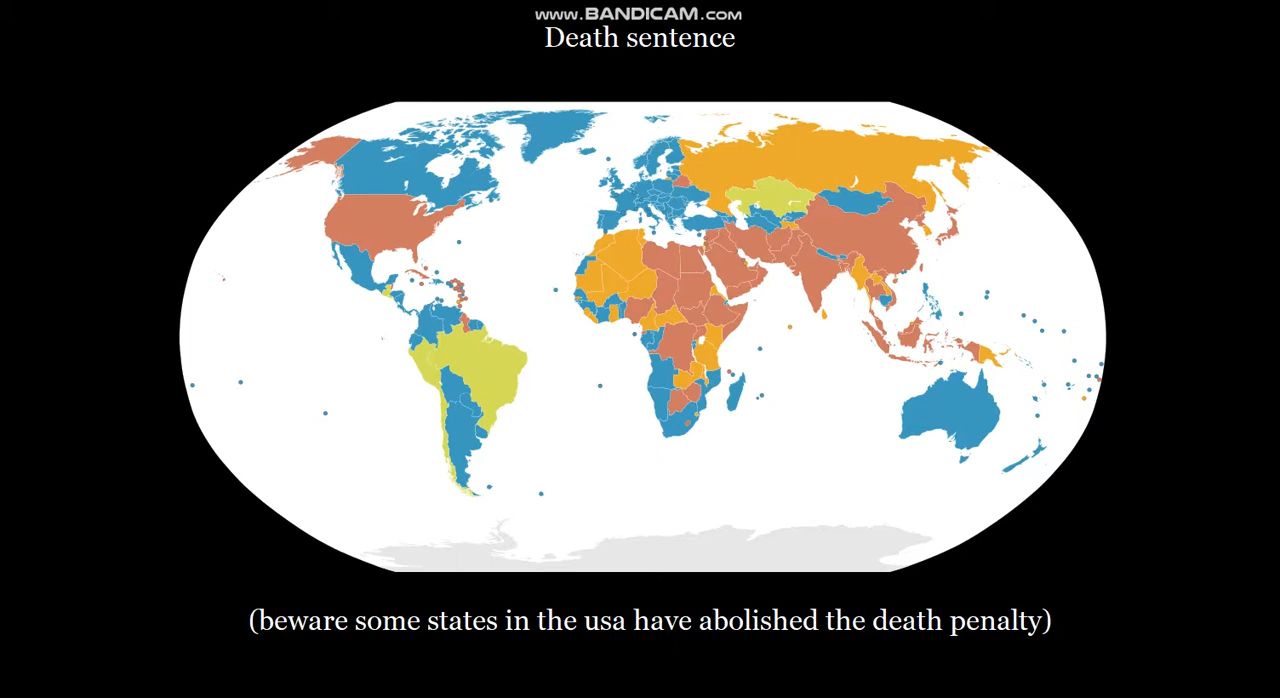 www.BANDICAM.com
Death sentence
(beware some states in the usa have abolished the death penalty)